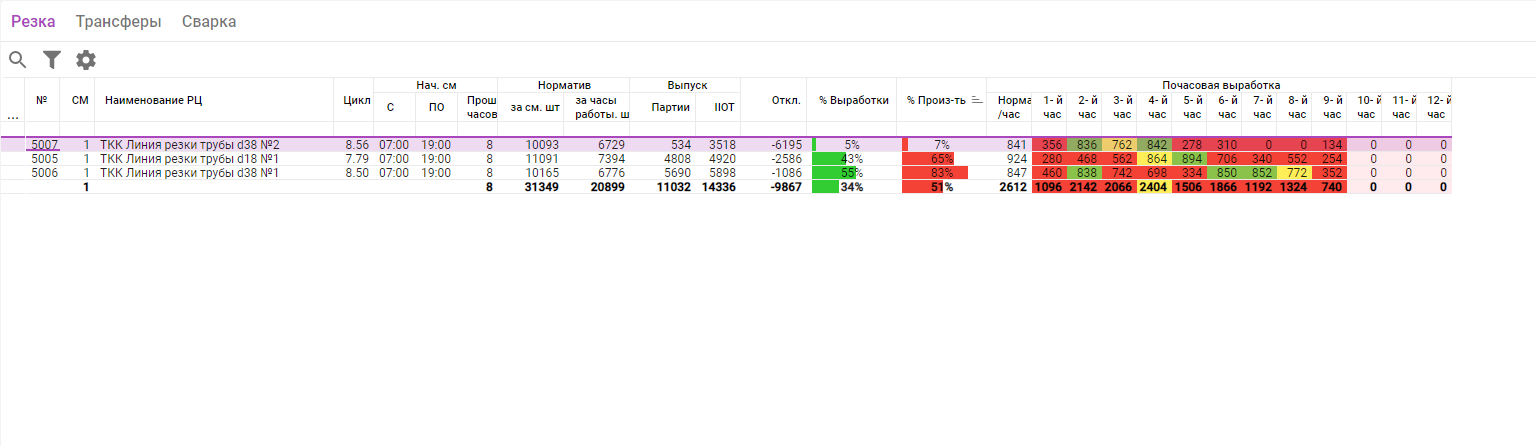 Резка Трансферы Сварка
Нач. см Норматив Выпуск Почасовая выработка
... № СМ Наименование РЦ Цикл С ПО Прош часов за см. шт за часы работы. ш Партии IIOT Откл. % Выработки % Произ-ть Норма /час 1- й час 2- й час 3- й час 4- й час 5- й час 6- й час 7- й час 8- й час 9- й час 10- й час 11- й час 12- й час
5007 1 ТКК Линия резки трубы d38 №2 8.56 07:00 19:00 8 10093 6729 534 3518 -6195 5% 7% 841 356 836 762 842 278 310 0 0 134 0 0 0
5005 1 ТКК Линия резки трубы d18 №1 7.79 07:00 19:00 8 11091 7394 4808 4920 -2586 43% 65% 924 280 468 562 864 894 706 340 552 254 0 0 0
5006 1 ТКК Линия резки трубы d38 №1 8.50 07:00 19:00 8 10165 6776 5690 5898 -1086 55% 83% 847 460 838 742 698 334 850 852 772 352 0 0 0
1 8 31349 20899 11032 14336 -9867 34% 51% 2612 1096 2142 2066 2404 1506 1866 1192 1324 740 0 0 0